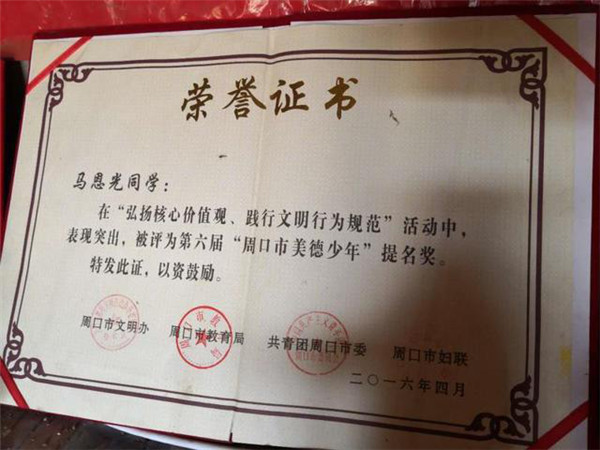 荣誉证书
马恩光同学：
在“弘扬核心价值观、践行文明行为规范”活动中，
表现突出，被评为第六届“周口市美德少年”提名奖。
特发此证，以资鼓励。
周口市文明办 周口市教育局 共青团周口市委 周口市妇联
二〇一六年四月